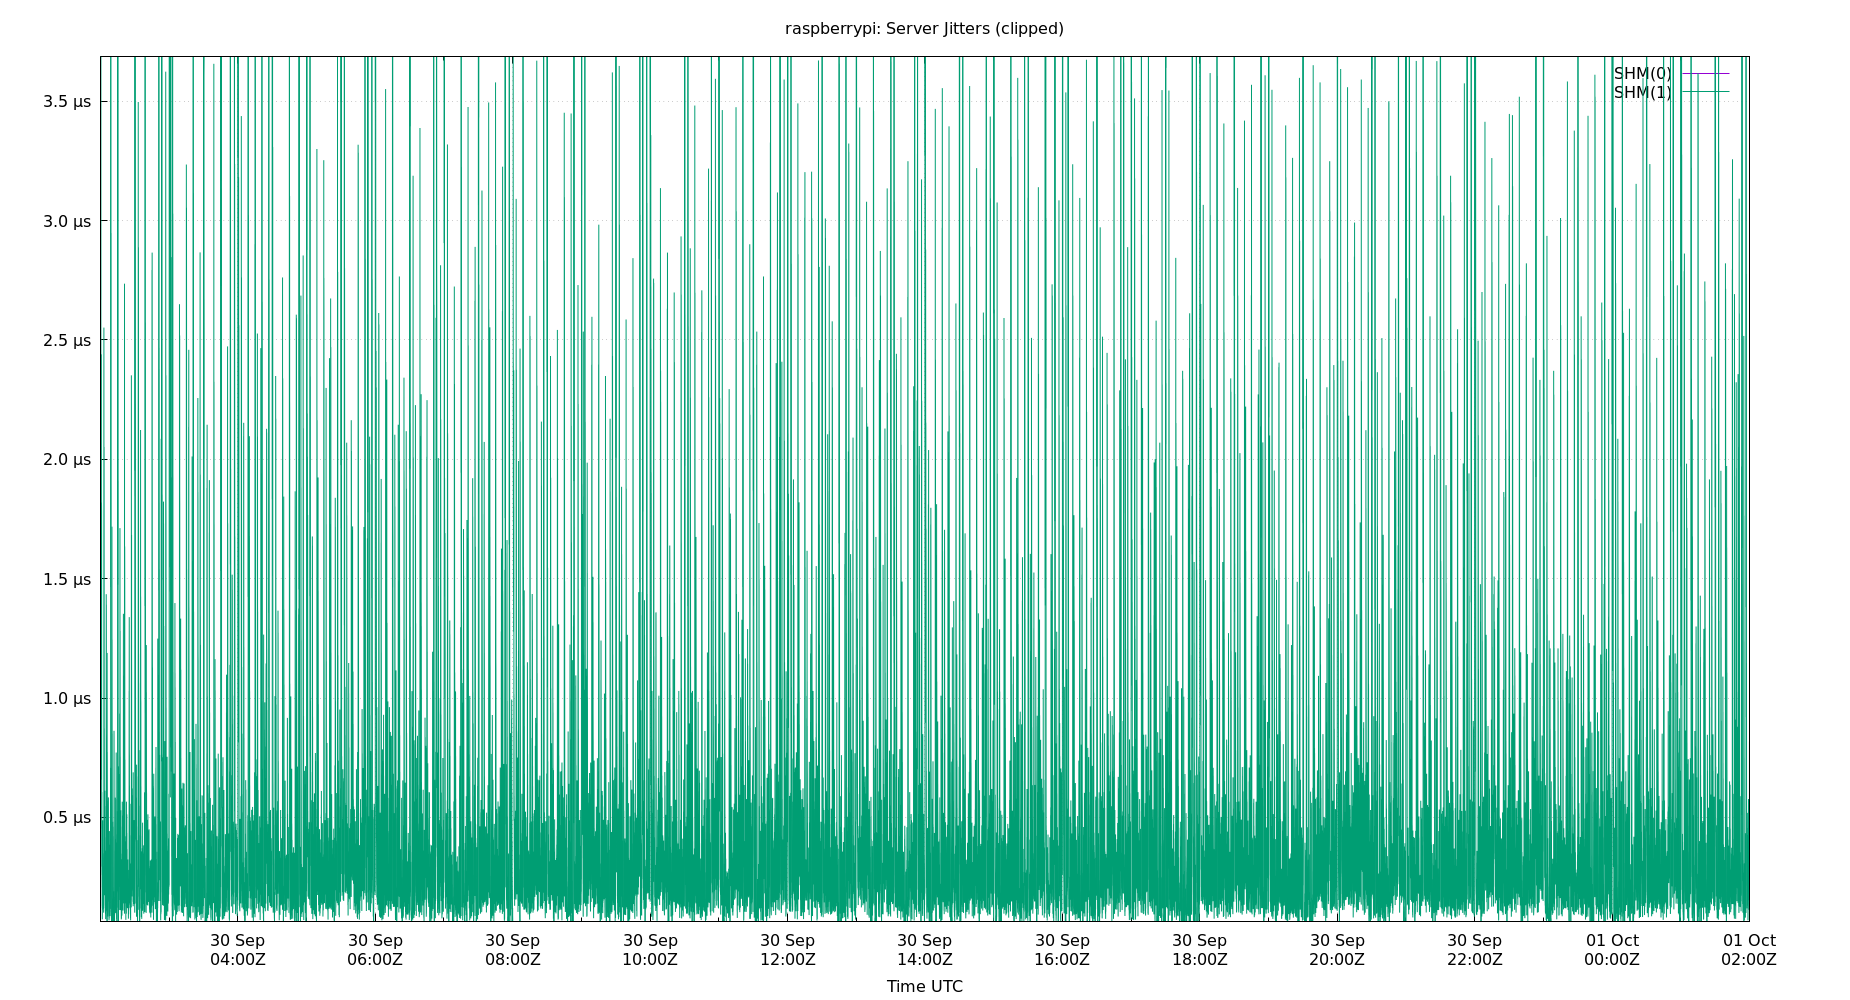 raspberrypi: Server Jitters (clipped)
SHM(0)
SHM(1)
3.5 μs
3.0 μs
2.5 μs
2.0 μs
1.5 μs
1.0 μs
0.5 μs
30 Sep 30 Sep 30 Sep 30 Sep 30 Sep 30 Sep 30 Sep 30 Sep 30 Sep 30 Sep 01 Oct 01 Oct
04:00Z 06:00Z 08:00Z 10:00Z 12:00Z 14:00Z 16:00Z 18:00Z 20:00Z 22:00Z 00:00Z 02:00Z
Time UTC